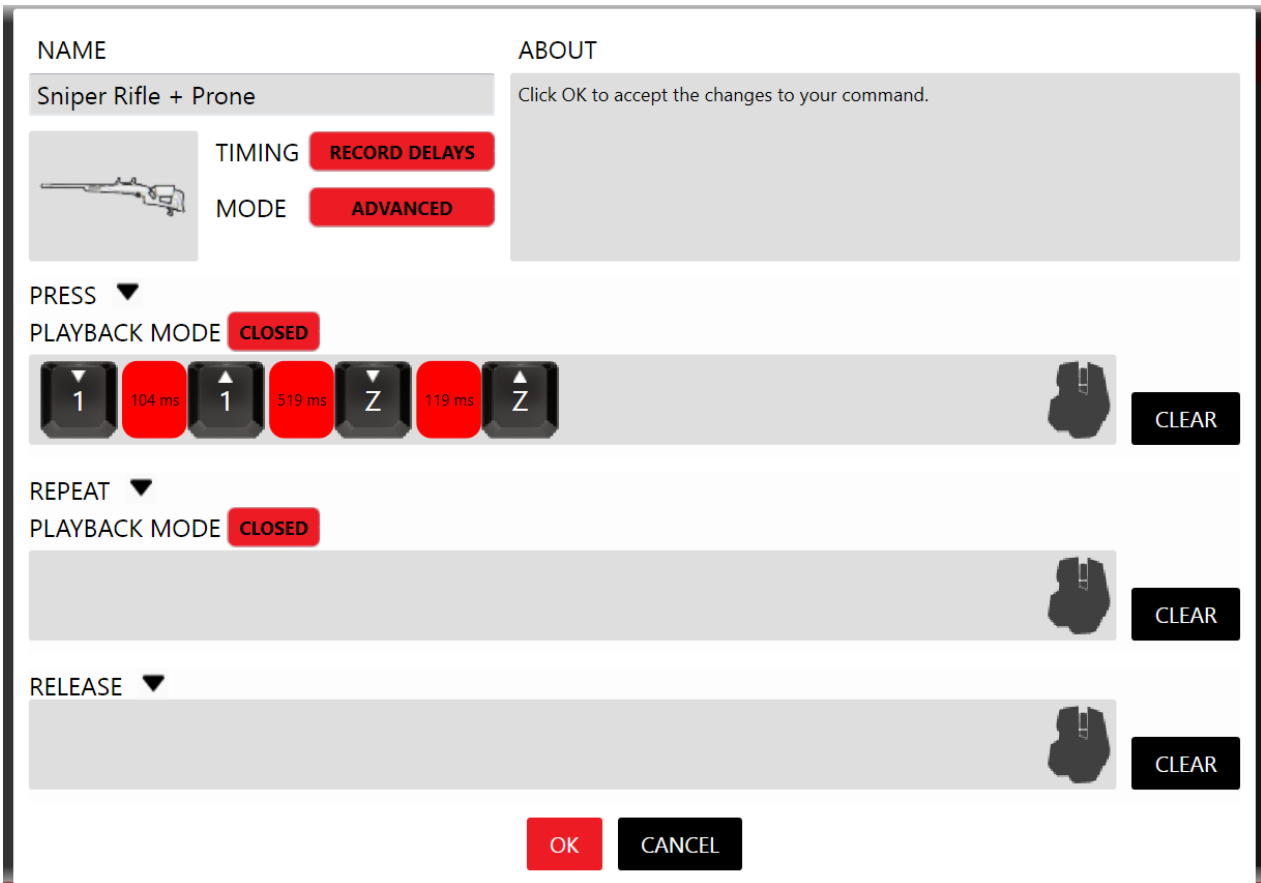 NAME
Sniper Rifle + Prone
TIMING RECORD DELAYS
MODE ADVANCED
ABOUT
Click OK to accept the changes to your command.
PRESS
PLAYBACK MODE CLOSED
1 104 ms 1 519 ms Z 119 ms Z
CLEAR
REPEAT
PLAYBACK MODE CLOSED
CLEAR
RELEASE
CLEAR
OK CANCEL